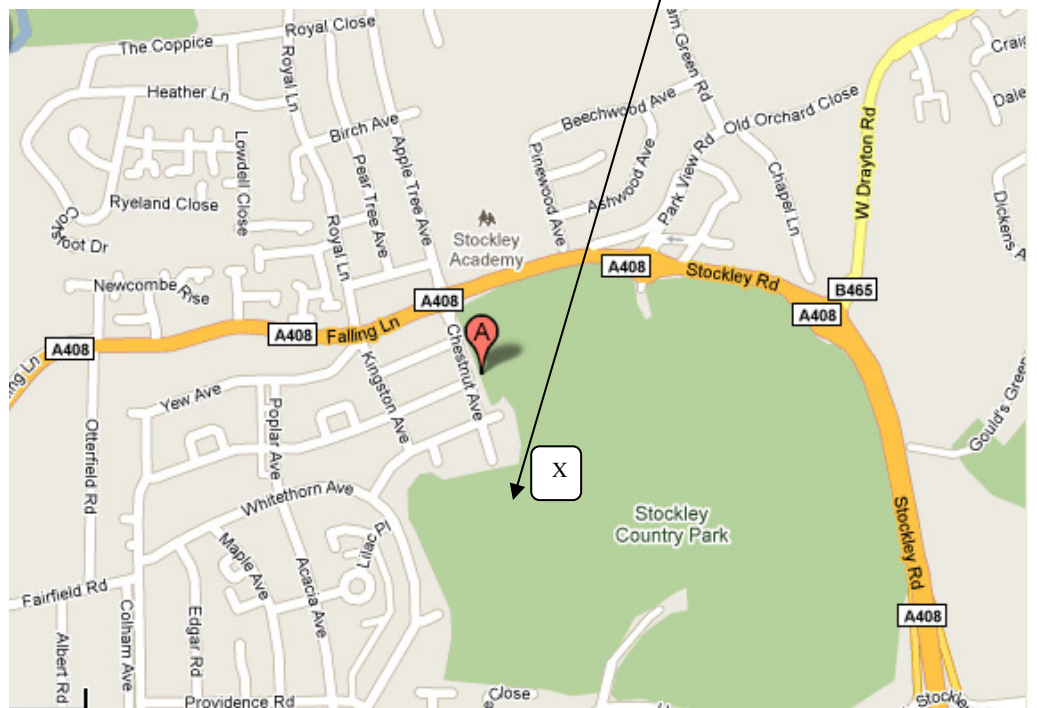 Royal Close
The Coppice
Heather Ln
Royal Ln
Birch Ave
Lowdell Close
Pear Tree Ave
Apple Tree Ave
Ryeland Close
Royal Ln
Newcombe Rise
Stockley
Academy
Beechwood Ave
Pinewood Ave
Ashwood Ave
Park View Rd
Green Rd
Old Orchard Close
Chapel Ln
W Drayton Rd
Dickens
A408
Stockley Rd
B465
A408
A408
A408
Falling Ln
A408
A
Chestnut Ave
Kingston Ave
Yew Ave
Poplar Ave
Otterfield Rd
Whitethorn Ave
X
Stockley
Country Park
Gould's Green
Stockley Rd
A408
Lilac Pl
Maple Ave
Acacia Ave
Fairfield Rd
Colham Ave
Edgar Rd
Albert Rd
Providence Rd
Close